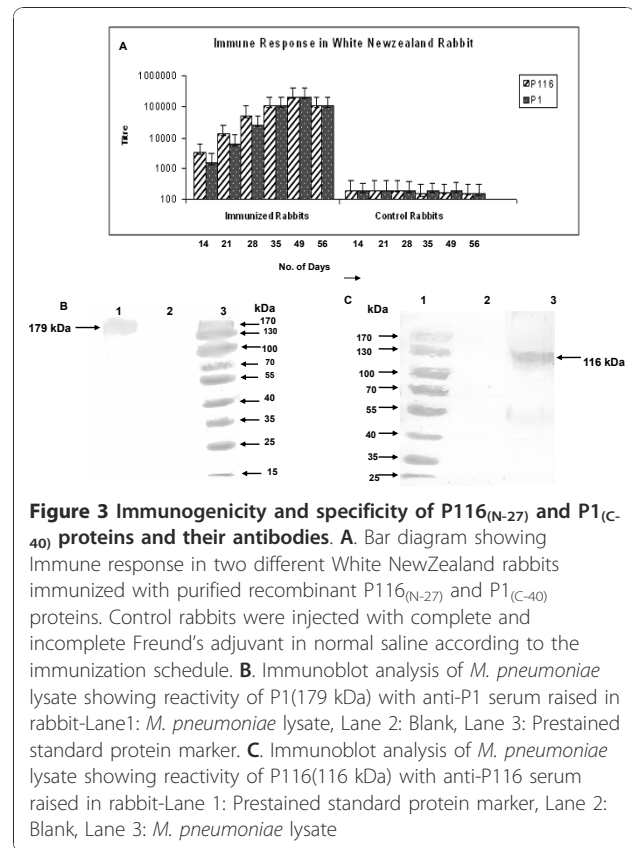 A
Immune Response in White Newzealand Rabbit
1000000
100000
10000
1000
100
Titre
P116
P1
Immunized Rabbits Control Rabbits
14 21 28 35 49 56 14 21 28 35 49 56
No. of Days
B 1 2 3 kDa
179 kDa
170
130
100
70
55
40
35
25
15
C kDa 1 2 3
170
130
100
70
55
40
35
25
116 kDa
Figure 3 Immunogenicity and specificity of P116(N-27) and P1(C-
40) proteins and their antibodies. A. Bar diagram showing
Immune response in two different White NewZealand rabbits
immunized with purified recombinant P116(N-27) and P1(C-40)
proteins. Control rabbits were injected with complete and
incomplete Freund's adjuvant in normal saline according to the
immunization schedule. B. Immunoblot analysis of M. pneumoniae
lysate showing reactivity of P1(179 kDa) with anti-P1 serum raised in
rabbit-Lane1: M. pneumoniae lysate, Lane 2: Blank, Lane 3: Prestained
standard protein marker. C. Immunoblot analysis of M. pneumoniae
lysate showing reactivity of P116(116 kDa) with anti-P116 serum
raised in rabbit-Lane 1: Prestained standard protein marker, Lane 2:
Blank, Lane 3: M. pneumoniae lysate